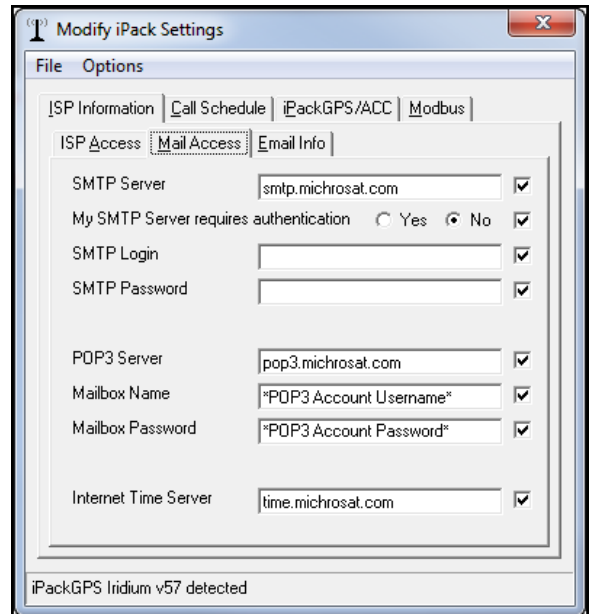 Modify iPack Settings
File Options
ISP Information Call Schedule iPackGPS/ACC Modbus
ISP Access Mail Access Email Info
SMTP Server smtp.michrosat.com
My SMTP Server requires authentication Yes No
SMTP Login
SMTP Password
POP3 Server pop3.michrosat.com
Mailbox Name *POP3 Account Username*
Mailbox Password *POP3 Account Password*
Internet Time Server time.michrosat.com
iPackGPS Iridium v57 detected